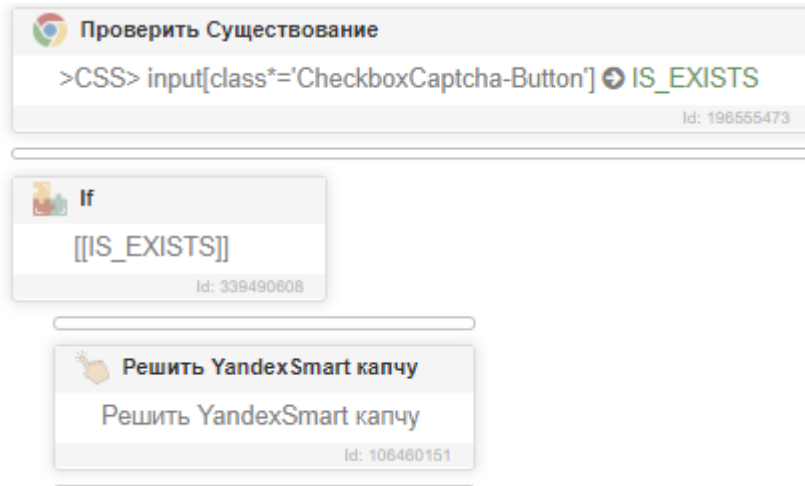 Проверить Существование
>CSS> input[class*='CheckboxCaptcha-Button'] ➲ IS_EXISTS
Id: 196555473
If
[[IS_EXISTS]]
Id: 339490608
Решить YandexSmart капчу
Решить YandexSmart капчу
Id: 106460151